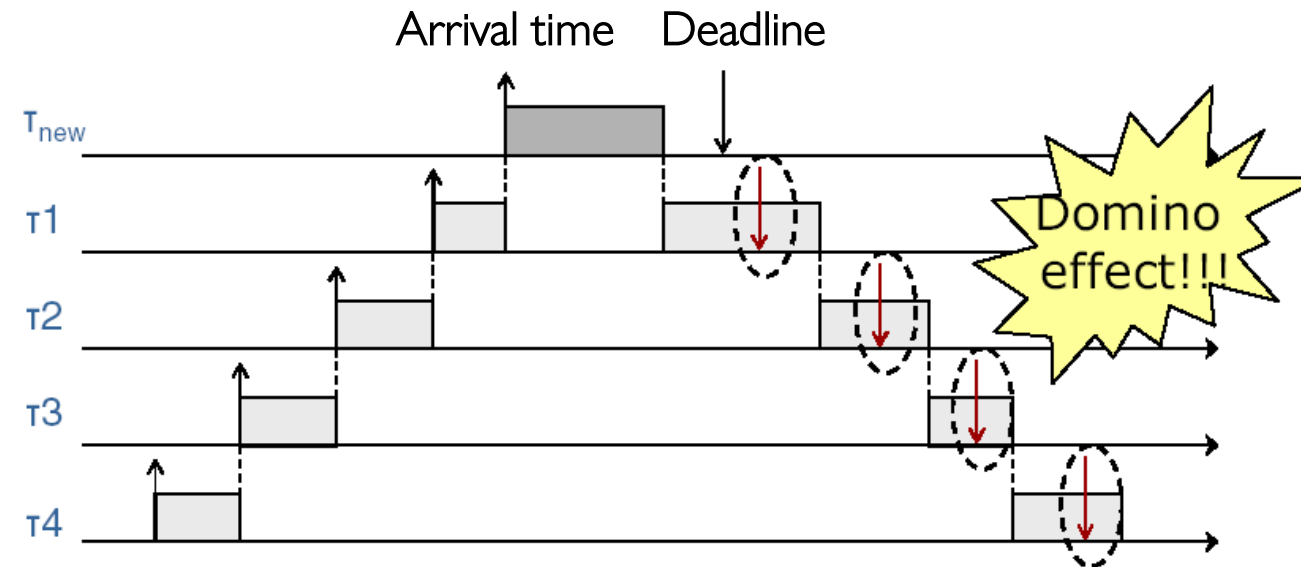 Arrival time Deadline
τnew
τ1
Domino
effect!!!
τ2
τ3
τ4